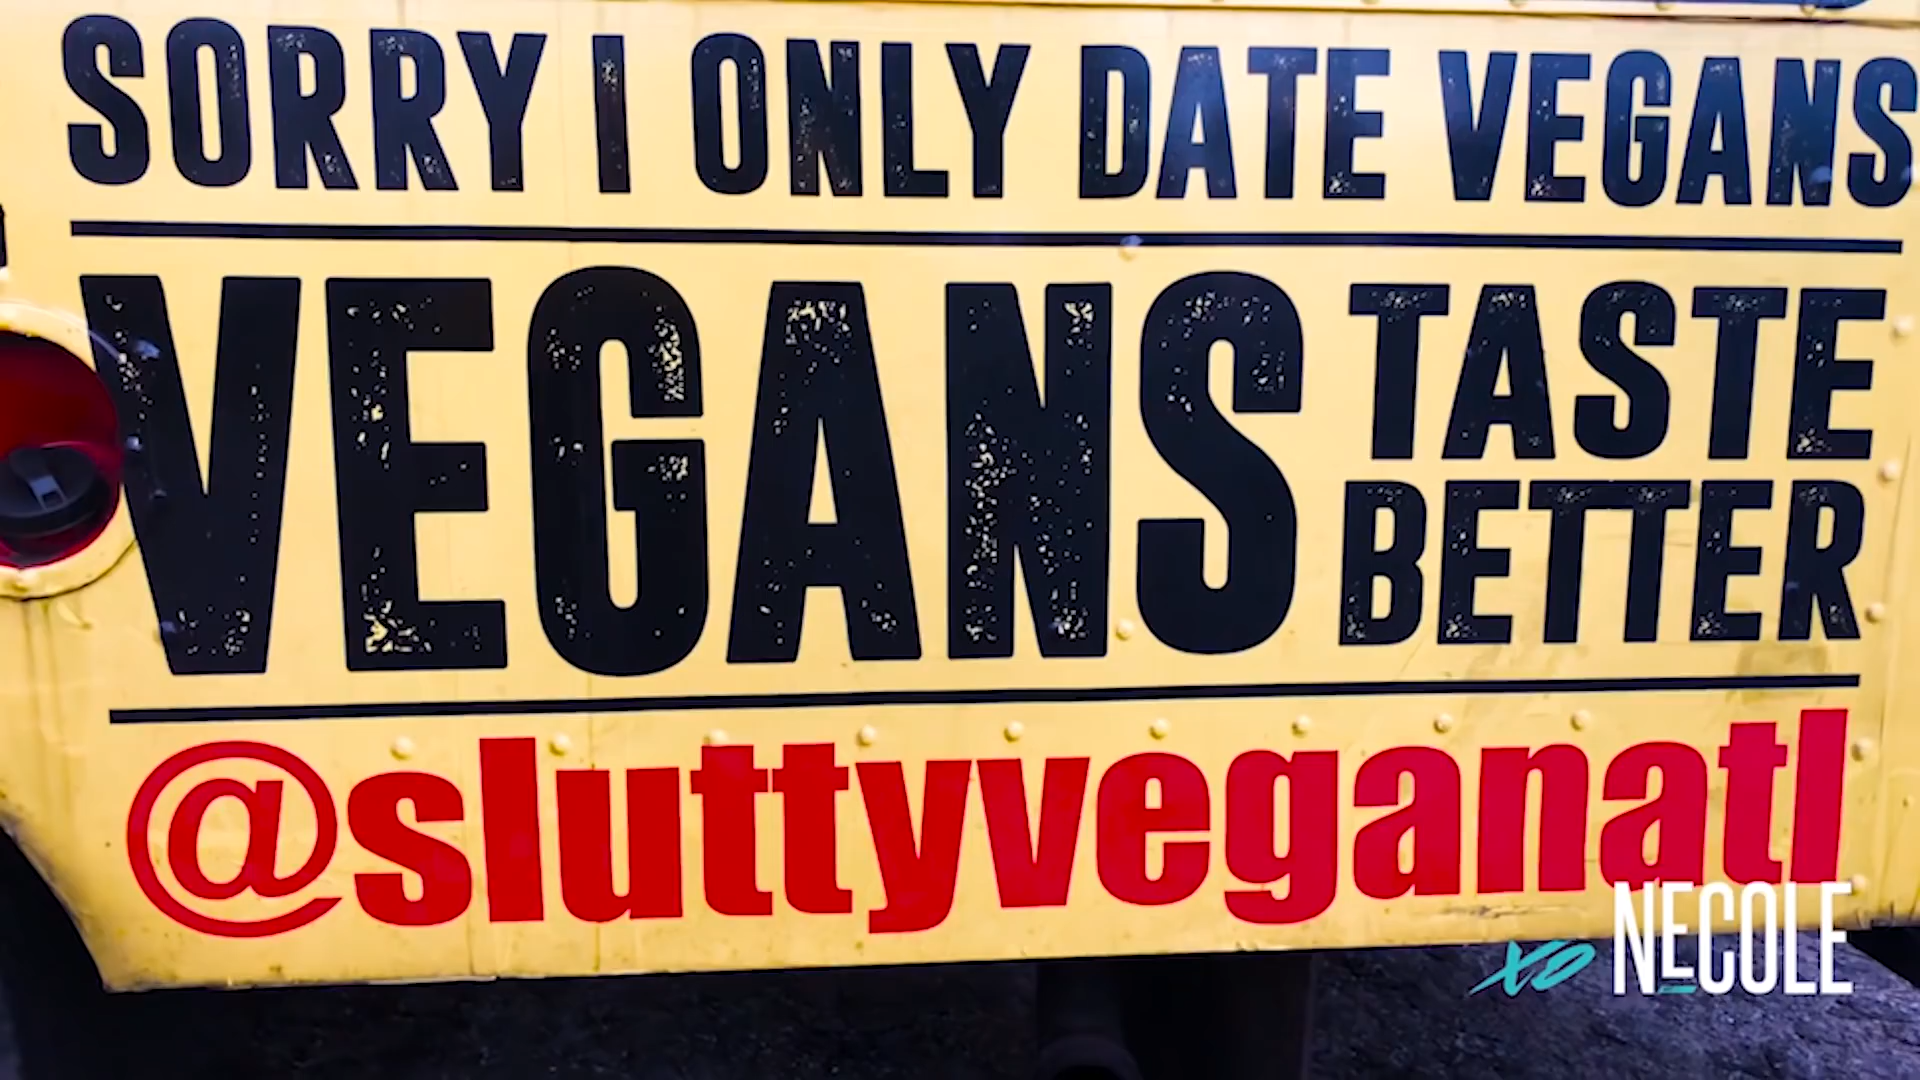 SORRY I ONLY DATE VEGANS
VEGANS TASTE BETTER
@sluttyveganatl
xo NECOLE